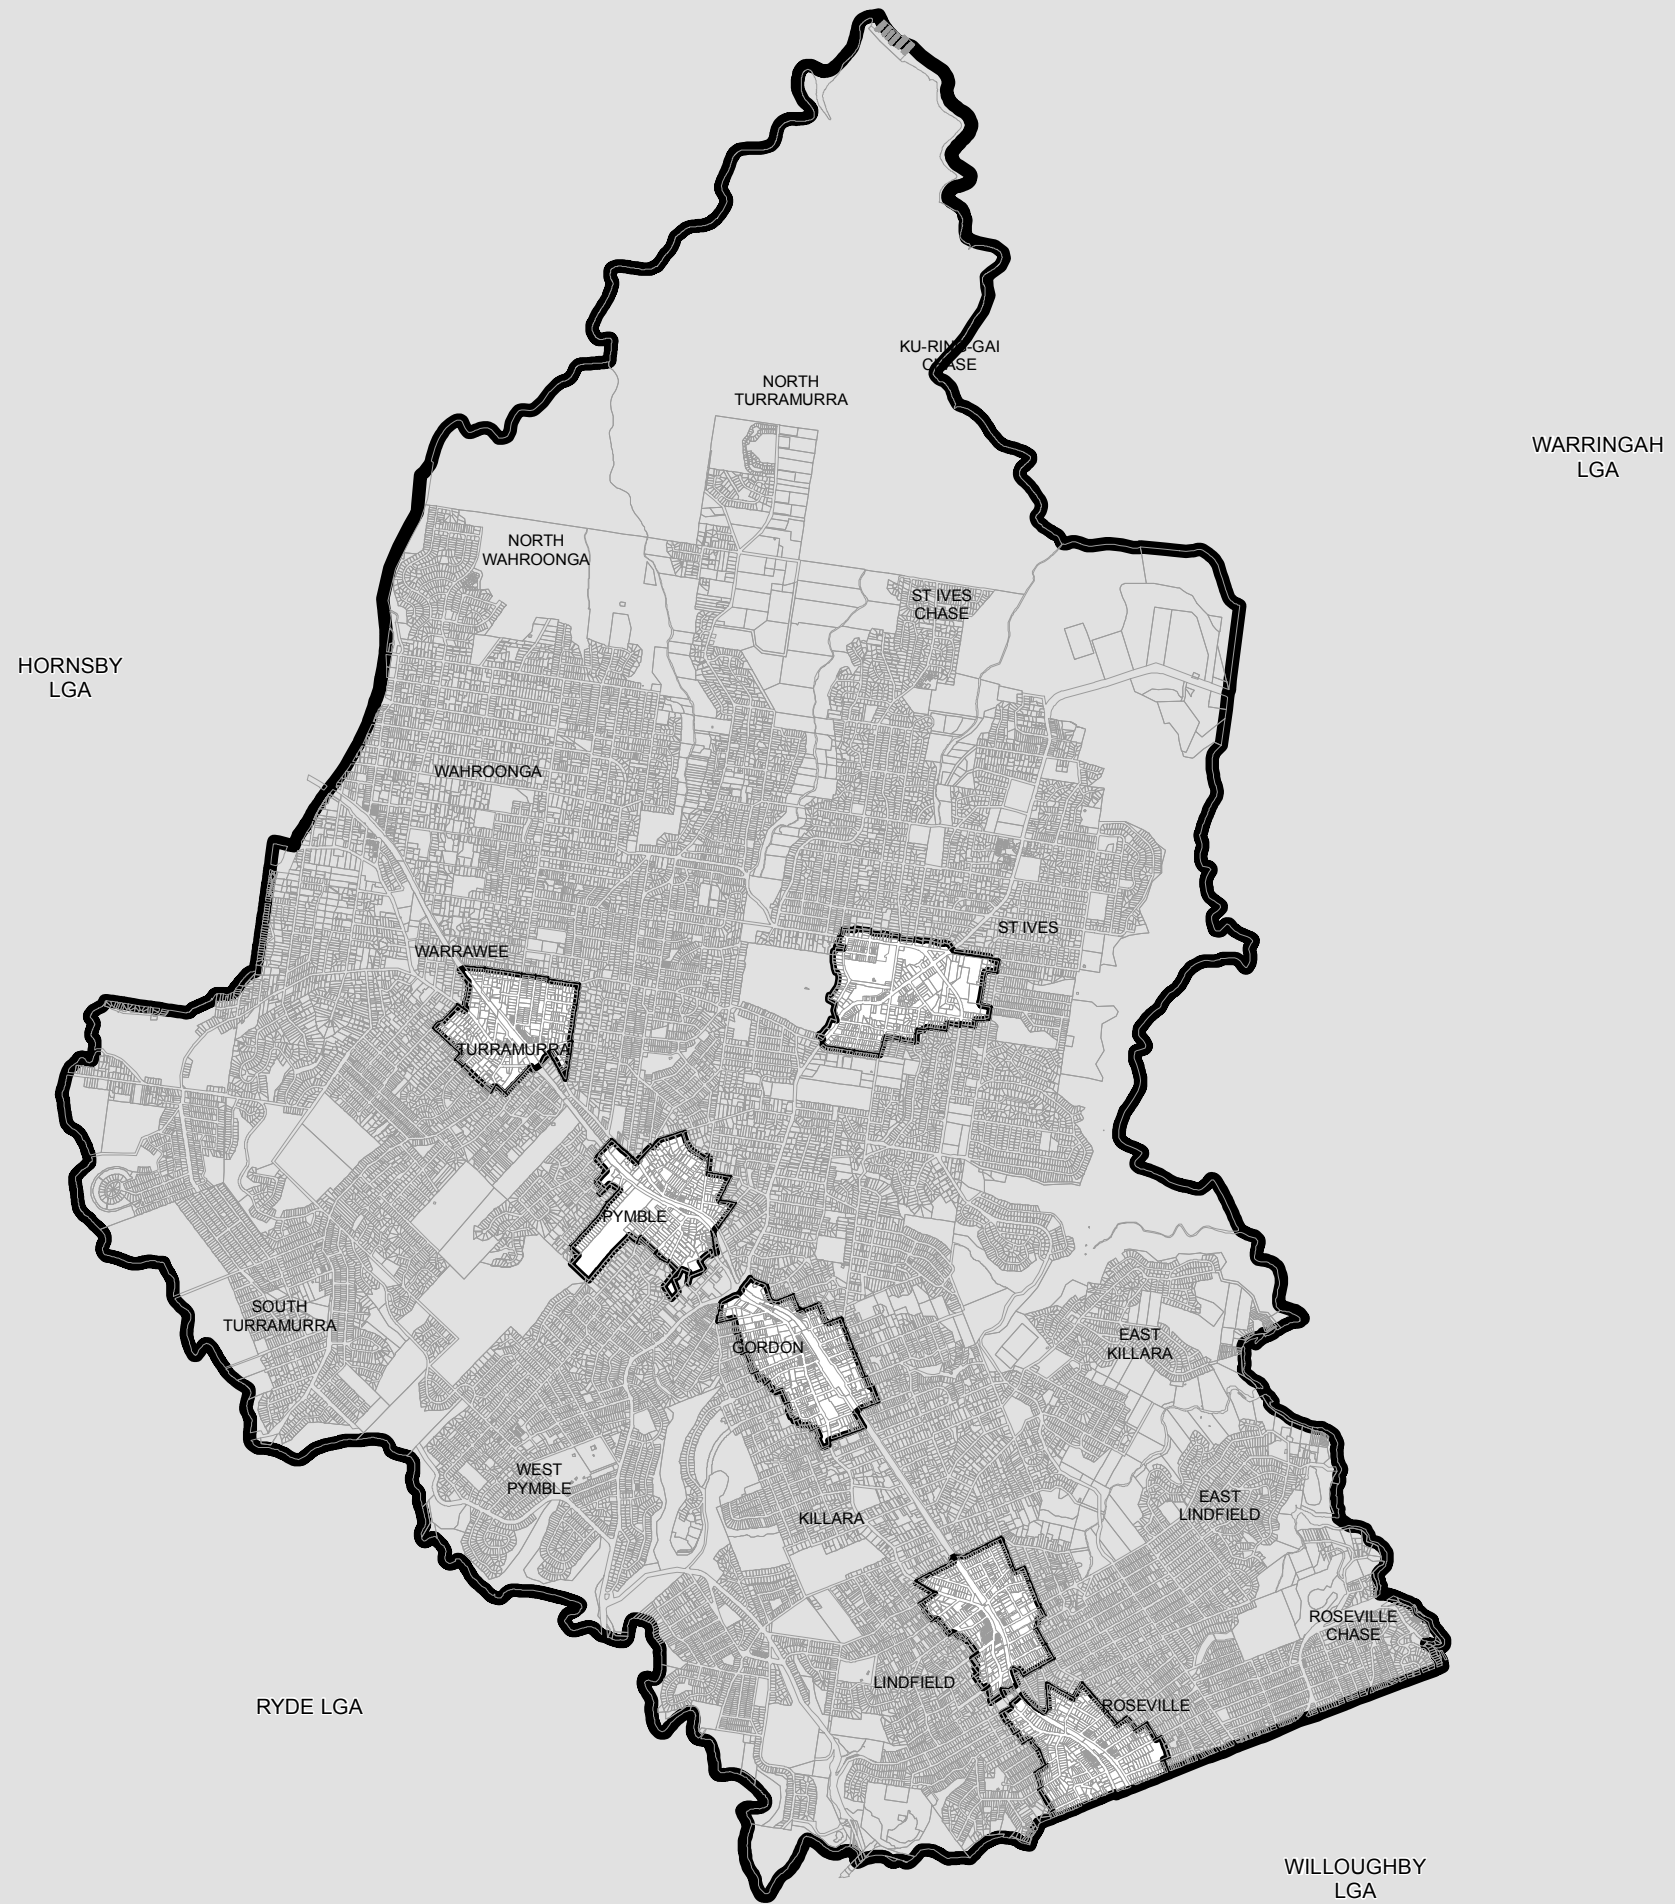 KU-RING-GAI
CHASE
NORTH
TURRAMURRA
WARRINGAH
LGA
NORTH
WAHROONGA
ST IVES
CHASE
HORNSBY
LGA
WAHROONGA
ST IVES
WARRAWEE
TURRAMURRA
PYMBLE
SOUTH
TURRAMURRA
EAST
KILLARA
GORDON
WEST
PYMBLE
EAST
LINDFIELD
KILLARA
ROSEVILLE
CHASE
LINDFIELD
ROSEVILLE
RYDE LGA
WILLOUGHBY
LGA